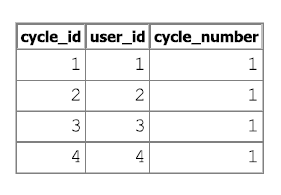 cycle_id user_id cycle_number
1 1 1
2 2 1
3 3 1
4 4 1